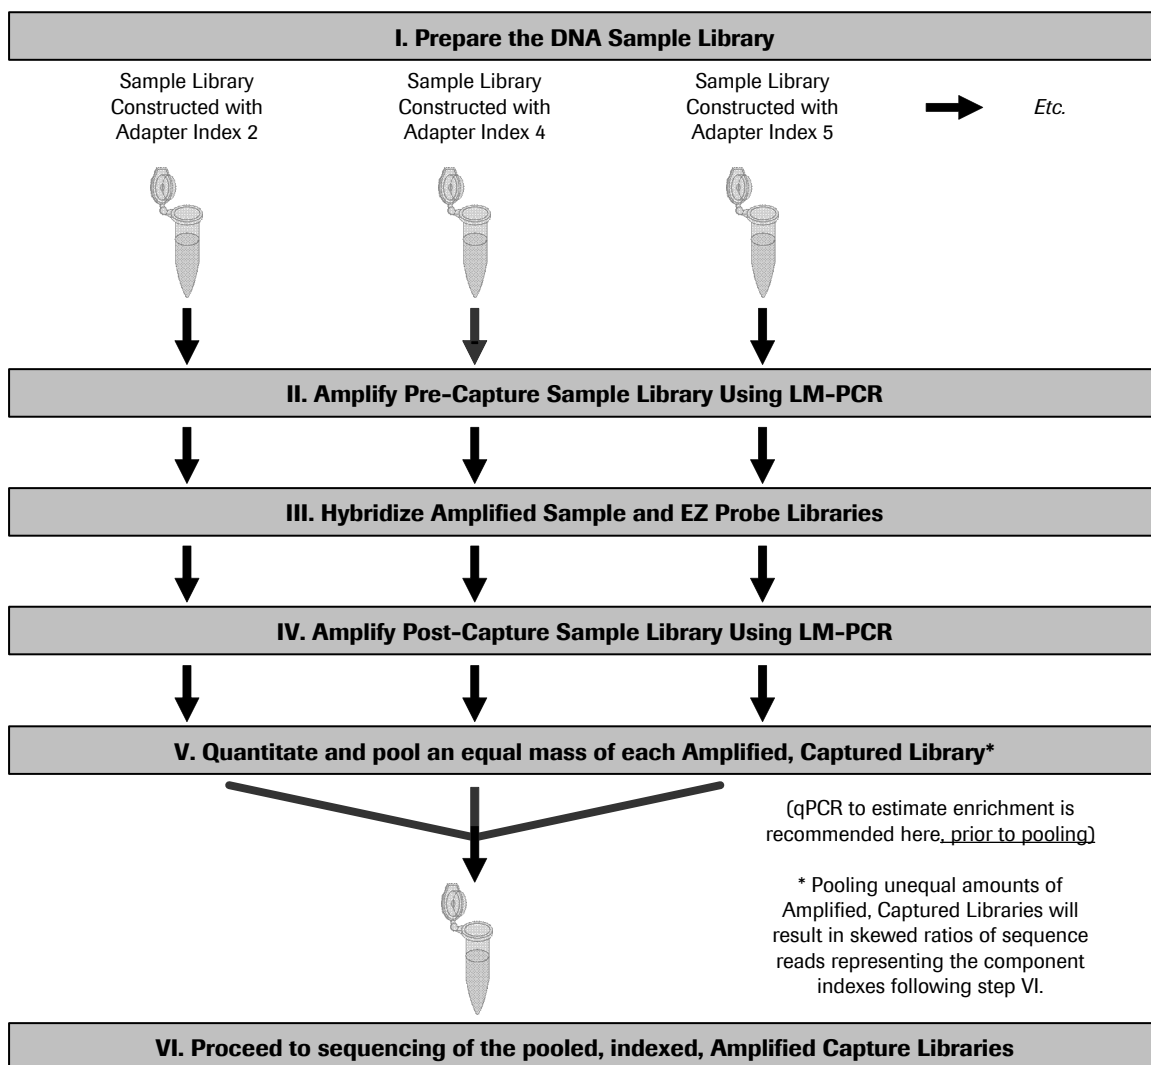 I. Prepare the DNA Sample Library
Sample Library
Constructed with
Adapter Index 2
Sample Library
Constructed with
Adapter Index 4
Sample Library
Constructed with
Adapter Index 5
Etc.
II. Amplify Pre-Capture Sample Library Using LM-PCR
III. Hybridize Amplified Sample and EZ Probe Libraries
IV. Amplify Post-Capture Sample Library Using LM-PCR
V. Quantitate and pool an equal mass of each Amplified, Captured Library*
(qPCR to estimate enrichment is
recommended here, prior to pooling)
* Pooling unequal amounts of
Amplified, Captured Libraries will
result in skewed ratios of sequence
reads representing the component
indexes following step VI.
VI. Proceed to sequencing of the pooled, indexed, Amplified Capture Libraries